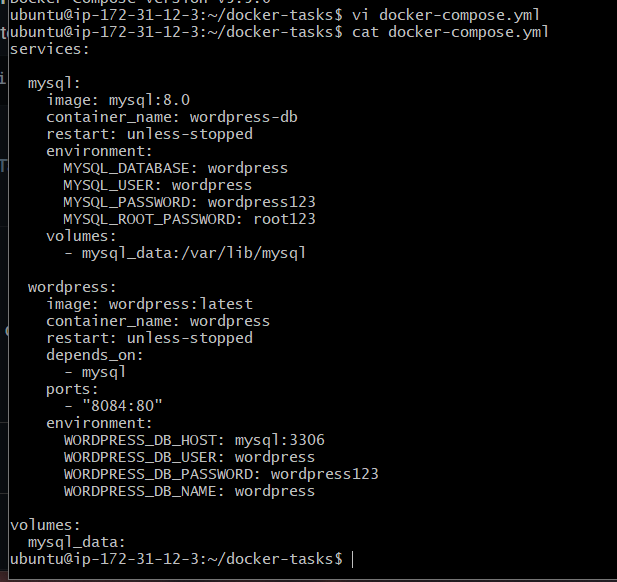 ubuntu@ip-172-31-12-3:~/docker-tasks$ vi docker-compose.yml
ubuntu@ip-172-31-12-3:~/docker-tasks$ cat docker-compose.yml
services:

  mysql:
    image: mysql:8.0
    container_name: wordpress-db
    restart: unless-stopped
    environment:
      MYSQL_DATABASE: wordpress
      MYSQL_USER: wordpress
      MYSQL_PASSWORD: wordpress123
      MYSQL_ROOT_PASSWORD: root123
    volumes:
      - mysql_data:/var/lib/mysql

  wordpress:
    image: wordpress:latest
    container_name: wordpress
    restart: unless-stopped
    depends_on:
      - mysql
    ports:
      - "8084:80"
    environment:
      WORDPRESS_DB_HOST: mysql:3306
      WORDPRESS_DB_USER: wordpress
      WORDPRESS_DB_PASSWORD: wordpress123
      WORDPRESS_DB_NAME: wordpress

volumes:
  mysql_data:
ubuntu@ip-172-31-12-3:~/docker-tasks$